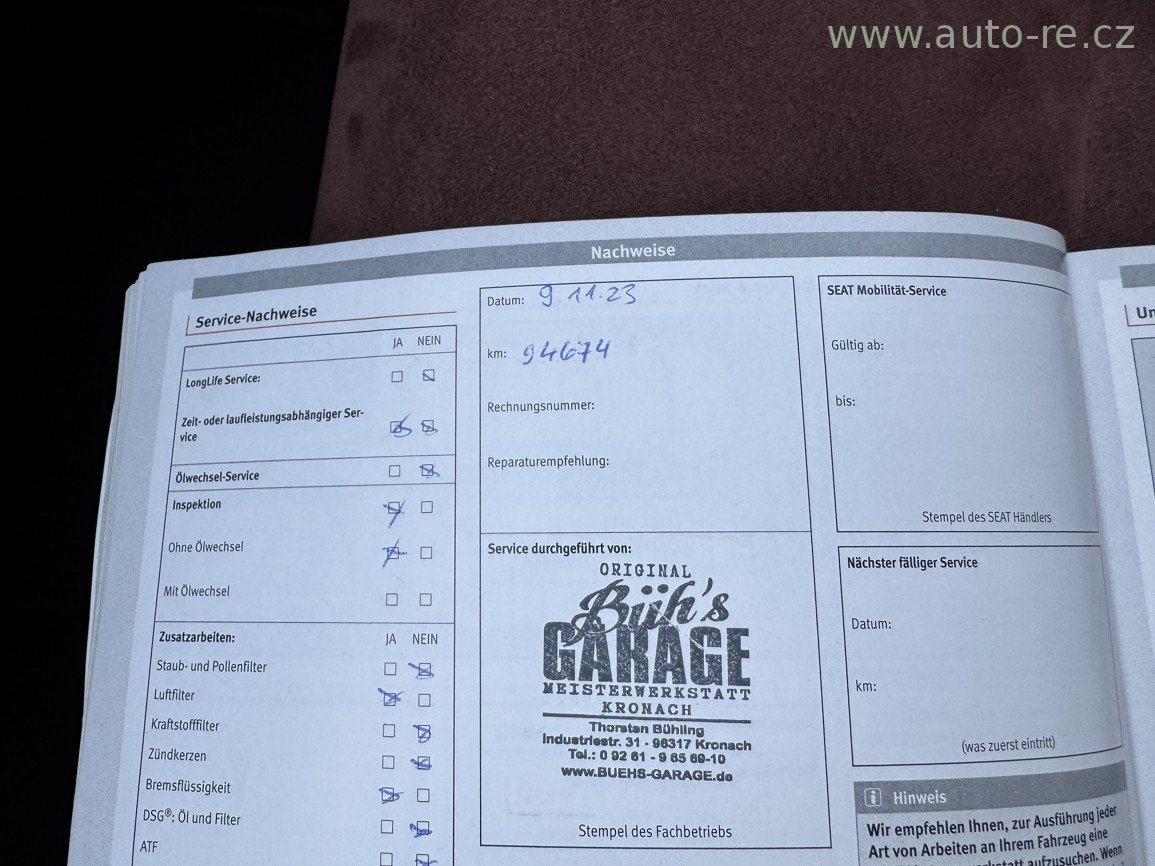 www.auto-re.cz
Nachweise
Service-Nachweise
JA NEIN
LongLife Service:
Zeit- oder laufleistungsabhängiger Ser-
vice
Ölwechsel-Service
Inspektion
Ohne Ölwechsel
Mit Ölwechsel
Zusatzarbeiten: JA NEIN
Staub- und Pollenfilter
Luftfilter
Kraftstofffilter
Zündkerzen
Bremsflüssigkeit
DSG®: Öl und Filter
ATF
Datum: 9.11.23
km: 94674
Rechnungsnummer:
Reparaturempfehlung:
Service durchgeführt von:
ORIGINAL
Büh's
GARAGE
MEISTERWERKSTATT
KRONACH
Thorsten Bühling
Industriestr. 31 - 96317 Kronach
Tel.: 0 92 61 - 9 65 69-10
www.BUEHS-GARAGE.de
Stempel des Fachbetriebs
SEAT Mobilität-Service
Gültig ab:
bis:
Stempel des SEAT Händlers
Nächster fälliger Service
Datum:
km:
(was zuerst eintritt)
Hinweis
Wir empfehlen Ihnen, zur Ausführung jeder
Art von Arbeiten an Ihrem Fahrzeug eine
aufzusuchen. Wenn
Un